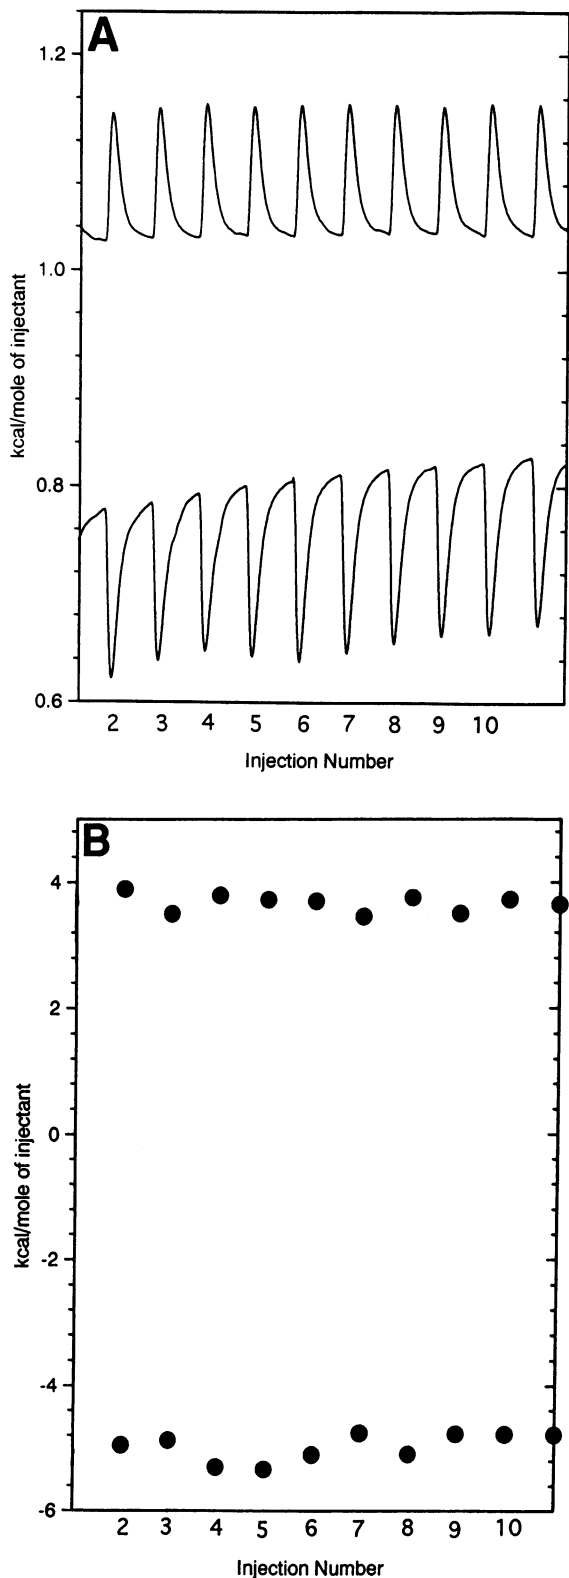 A
1.2
1.0
0.8
0.6
kcal/mole of injectant
2 3 4 5 6 7 8 9 10
Injection Number
B
4
2
0
-2
-4
-6
kcal/mole of injectant
2 3 4 5 6 7 8 9 10
Injection Number